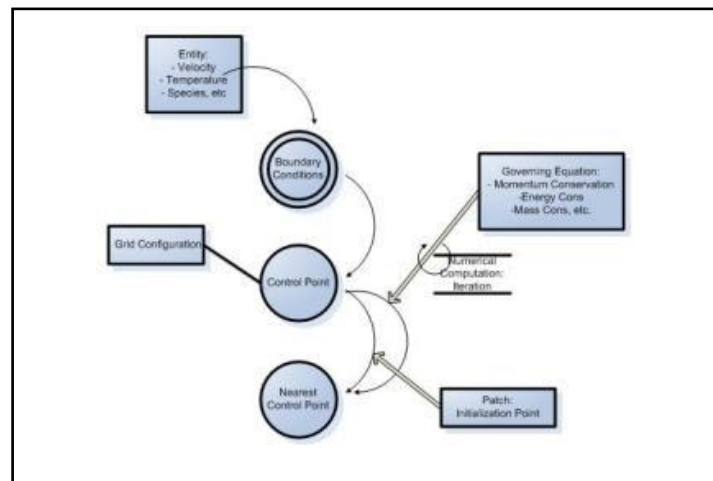 Entity:
- Velocity
- Temperature
- Species, etc
Boundary
Conditions
Governing Equation:
- Momentum Conservation
-Energy Cons
-Mass Cons, etc.
Grid Configuration
Control Point
Numerical
Computation:
Iteration
Nearest
Control Point
Patch:
Initialization Point